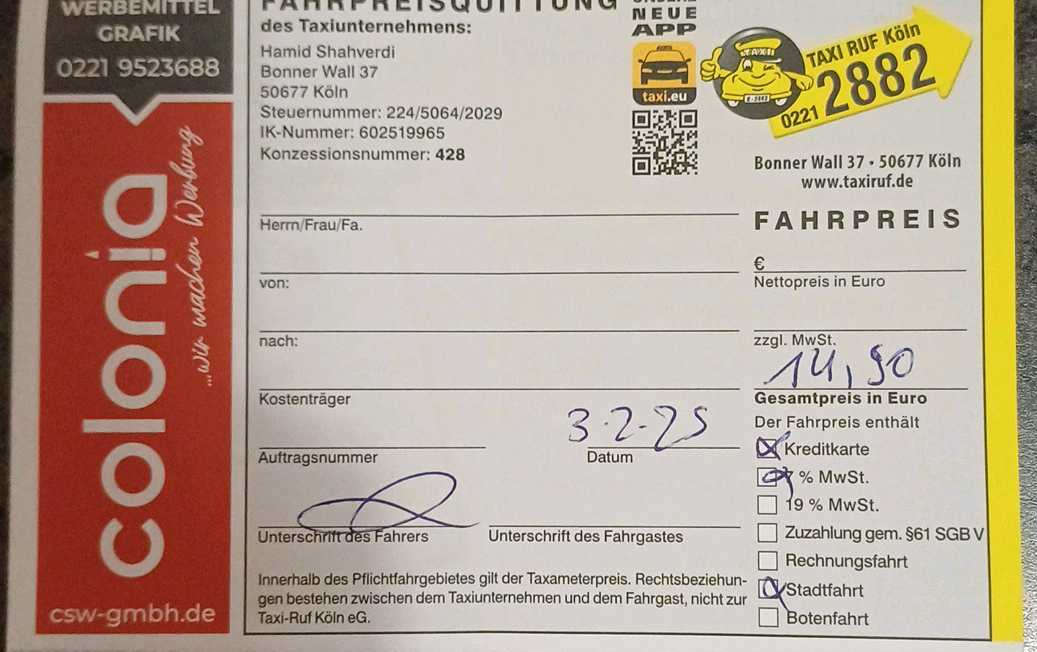 WERBEMITTEL
GRAFIK
0221 9523688
colonia
...wir machen Werbung
csw-gmbh.de
FAHRPREISQUITTUNG
des Taxiunternehmens:
Hamid Shahverdi
Bonner Wall 37
50677 Köln
Steuernummer: 224/5064/2029
IK-Nummer: 602519965
Konzessionsnummer: 428
NEUE
APP
taxi.eu
TAXI
TAXI RUF Köln
0221 2882
Bonner Wall 37 • 50677 Köln
www.taxiruf.de
Herrn/Frau/Fa.
von:
nach:
Kostenträger
Auftragsnummer
3.2.25
Datum
Unterschrift des Fahrers
Unterschrift des Fahrgastes
Innerhalb des Pflichtfahrgebietes gilt der Taxameterpreis. Rechtsbeziehun-
gen bestehen zwischen dem Taxiunternehmen und dem Fahrgast, nicht zur
Taxi-Ruf Köln eG.
FAHRPREIS
€
Nettopreis in Euro
zzgl. MwSt.
14,90
Gesamtpreis in Euro
Der Fahrpreis enthält
Kreditkarte
7 % MwSt.
19 % MwSt.
Zuzahlung gem. §61 SGB V
Rechnungsfahrt
Stadtfahrt
Botenfahrt